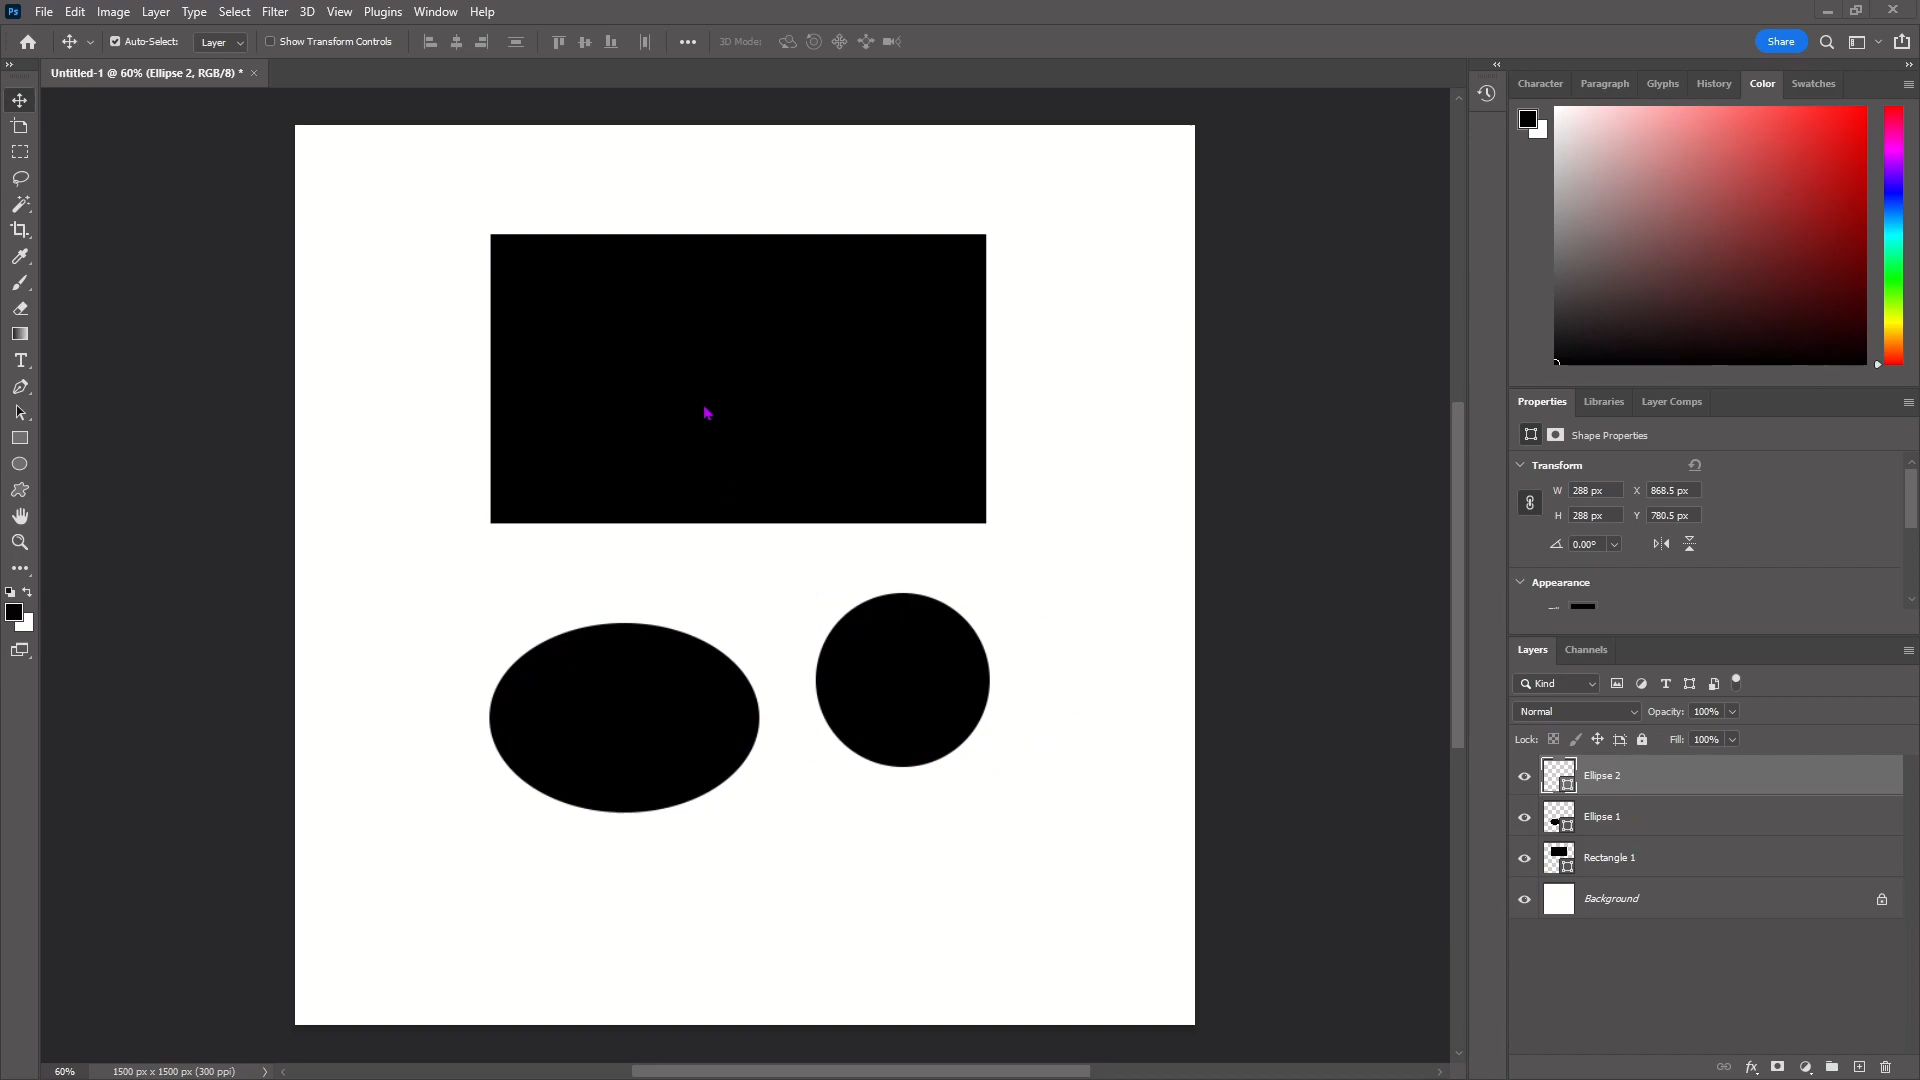 Ps File Edit Image Layer Type Select Filter 3D View Plugins Window Help
Auto-Select: Layer Show Transform Controls 3D Mode: Share
Untitled-1 @ 60% (Ellipse 2, RGB/8) *
Character Paragraph Glyphs History Color Swatches
Properties Libraries Layer Comps
Shape Properties
Transform
W 288 px X 868.5 px
H 288 px Y 780.5 px
0.00°
Appearance
Layers Channels
Kind
Normal Opacity: 100%
Lock: Fill: 100%
Ellipse 2
Ellipse 1
Rectangle 1
Background
60% 1500 px x 1500 px (300 ppi)